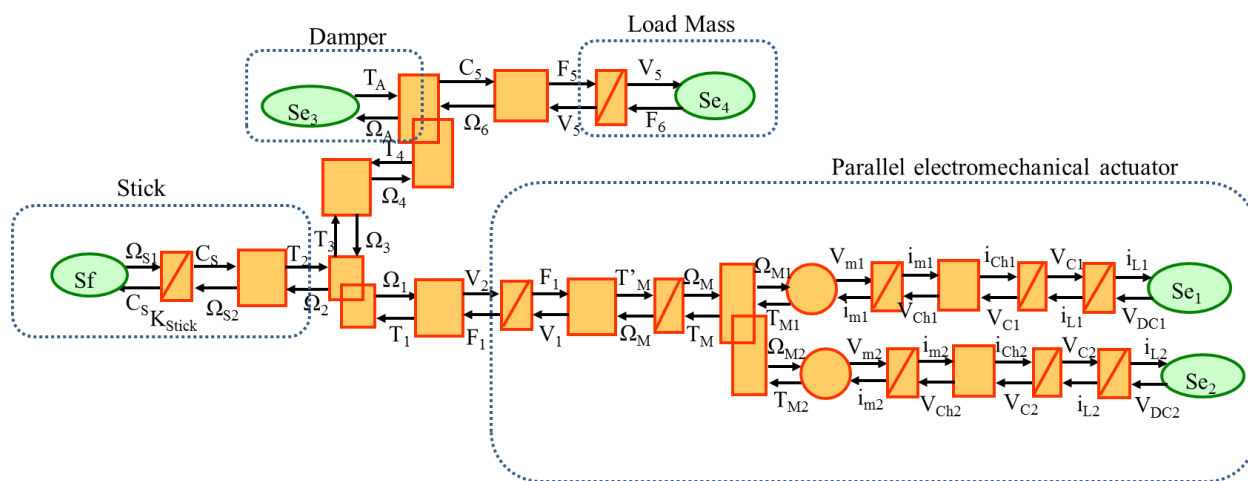 Damper
Load Mass
T_A C_5 F_5 V_5
Se_3 Se_4
Ω_A Ω_6 V_5 F_6
T_4
Ω_4
Parallel electromechanical actuator
Stick
T_3 Ω_3
Ω_S1 C_S T_2
Sf
C_S K_Stick Ω_S2 Ω_2
Ω_1 V_2 F_1 T'_M Ω_M Ω_M1 V_m1 i_m1 i_Ch1 V_C1 i_L1
Se_1
T_1 F_1 V_1 Ω_M T_M T_M1 i_m1 V_Ch1 V_C1 i_L1 V_DC1
Ω_M2 V_m2 i_m2 i_Ch2 V_C2 i_L2
Se_2
T_M2 i_m2 V_Ch2 V_C2 i_L2 V_DC2